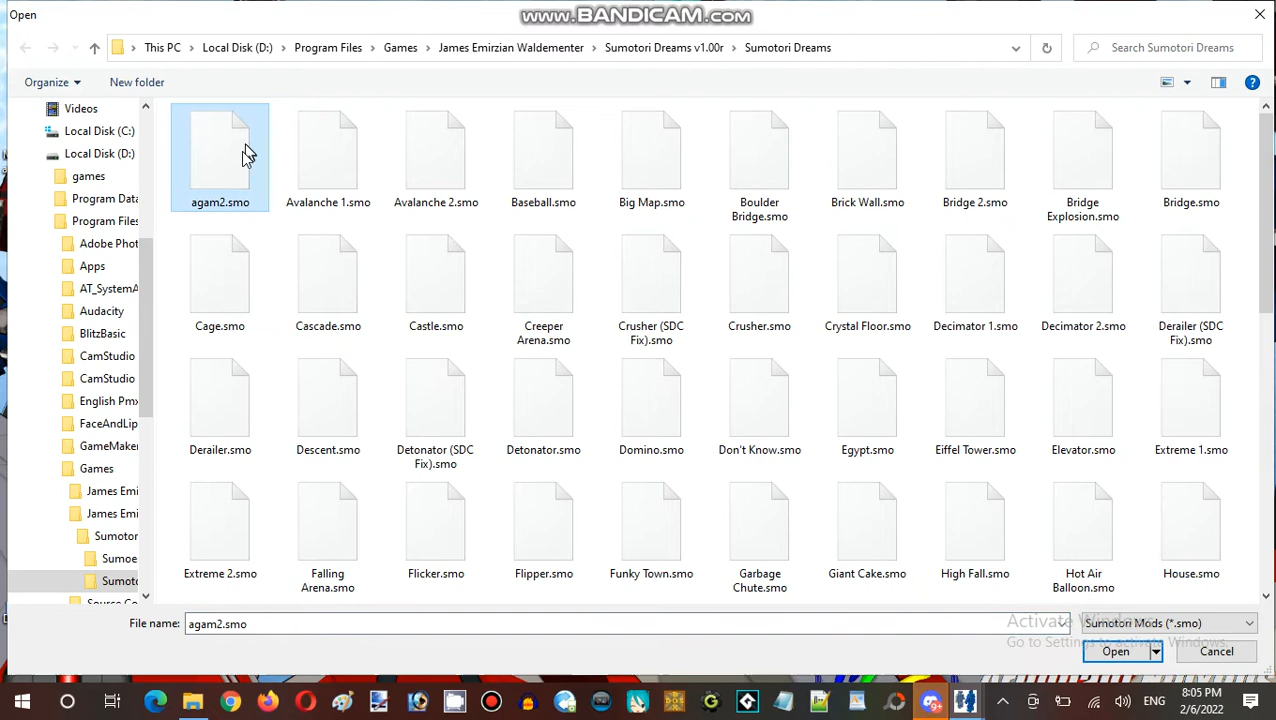 Open
www.BANDICAM.com
This PC
Local Disk (D:)
Program Files
Games
James Emirzian Waldementer
Sumotori Dreams v1.00r
Sumotori Dreams
Search Sumotori Dreams
Organize
New folder
Videos
Local Disk (C:)
Local Disk (D:)
games
Program Data
Program Files
Adobe Phot
Apps
AT_SystemA
Audacity
BlitzBasic
CamStudio
CamStudio
English Pmx
FaceAndLip
GameMaker
Games
James Emi
James Emi
Sumotor
Sumoe
Sumoto
Source Co
agam2.smo
Avalanche 1.smo
Avalanche 2.smo
Baseball.smo
Big Map.smo
Boulder
Bridge.smo
Brick Wall.smo
Bridge 2.smo
Bridge
Explosion.smo
Bridge.smo
Cage.smo
Cascade.smo
Castle.smo
Creeper
Arena.smo
Crusher (SDC
Fix).smo
Crusher.smo
Crystal Floor.smo
Decimator 1.smo
Decimator 2.smo
Derailer (SDC
Fix).smo
Derailer.smo
Descent.smo
Detonator (SDC
Fix).smo
Detonator.smo
Domino.smo
Don't Know.smo
Egypt.smo
Eiffel Tower.smo
Elevator.smo
Extreme 1.smo
Extreme 2.smo
Falling
Arena.smo
Flicker.smo
Flipper.smo
Funky Town.smo
Garbage
Chute.smo
Giant Cake.smo
High Fall.smo
Hot Air
Balloon.smo
House.smo
File name:
agam2.smo
Sumotori Mods (*.smo)
Activate Windows
Go to Settings to activate Windows.
Open
Cancel
ENG
8:05 PM
2/6/2022